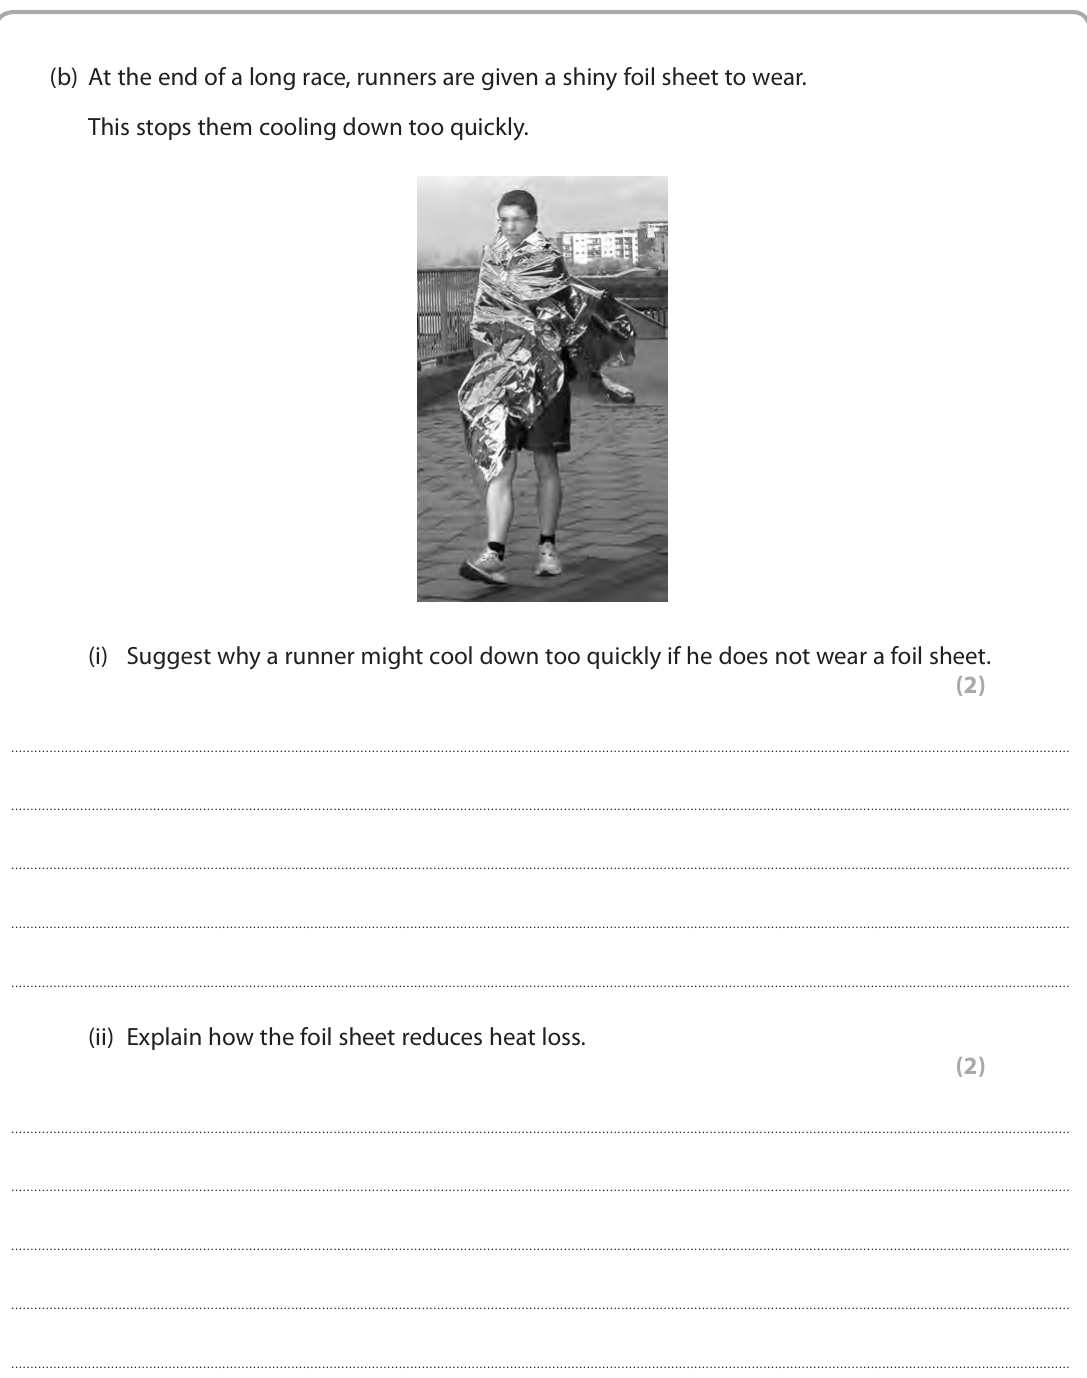 (b) At the end of a long race, runners are given a shiny foil sheet to wear.
This stops them cooling down too quickly.
(i) Suggest why a runner might cool down too quickly if he does not wear a foil sheet.
(2)
(ii) Explain how the foil sheet reduces heat loss.
(2)